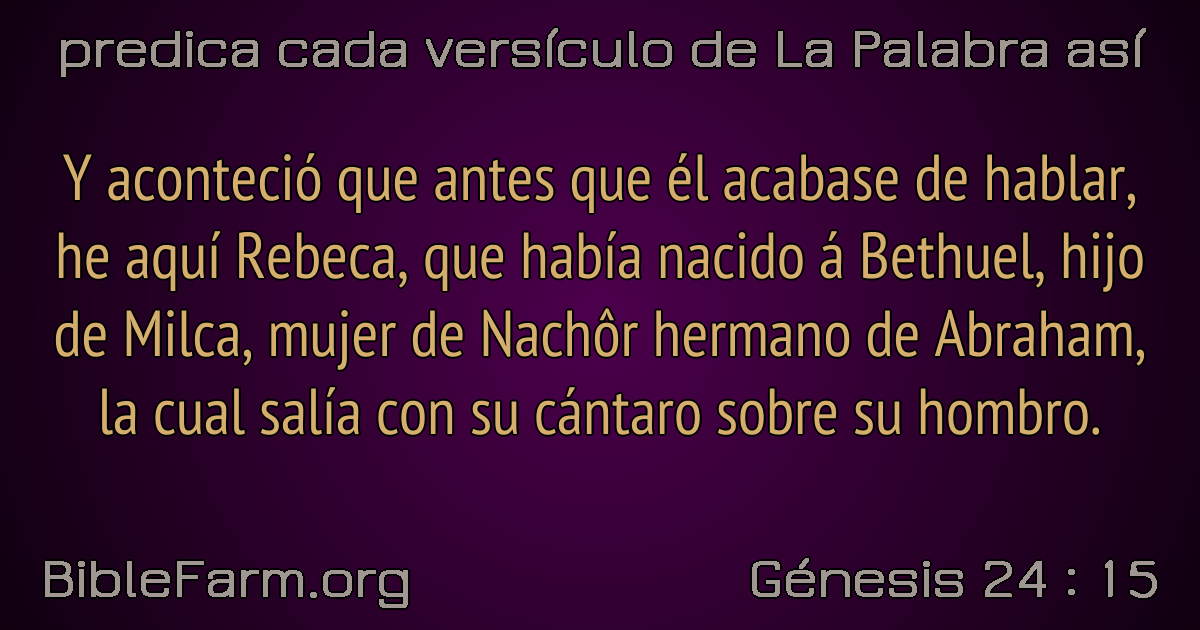 predica cada versículo de La Palabra así
Y aconteció que antes que él acabase de hablar,
he aquí Rebeca, que había nacido á Bethuel, hijo
de Milca, mujer de Nachôr hermano de Abraham,
la cual salía con su cántaro sobre su hombro.
BibleFarm.org
Génesis 24 : 15